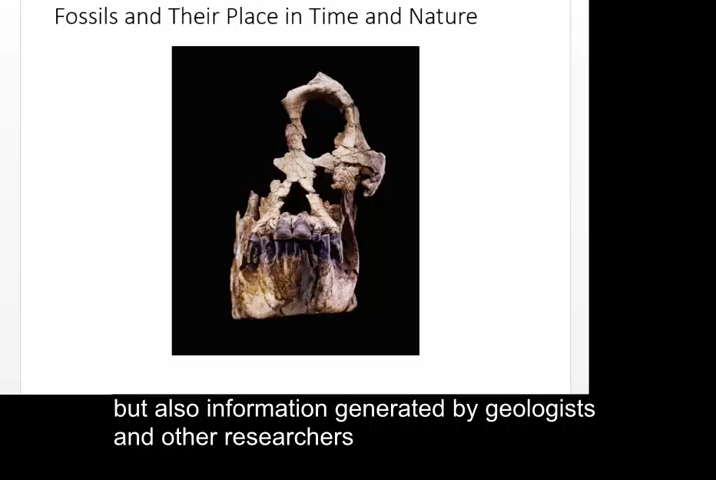 Fossils and Their Place in Time and Nature
but also information generated by geologists
and other researchers